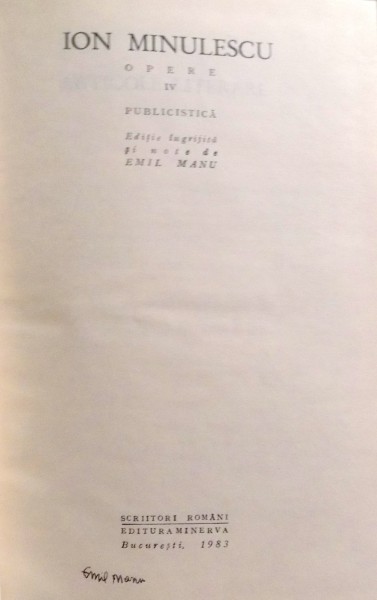 ION MINULESCU
OPERE
IV
PUBLICISTICĂ
Ediție îngrijită
și note de
EMIL MANU
SCRIITORI ROMÂNI
EDITURA MINERVA
București, 1983
Emil Manu